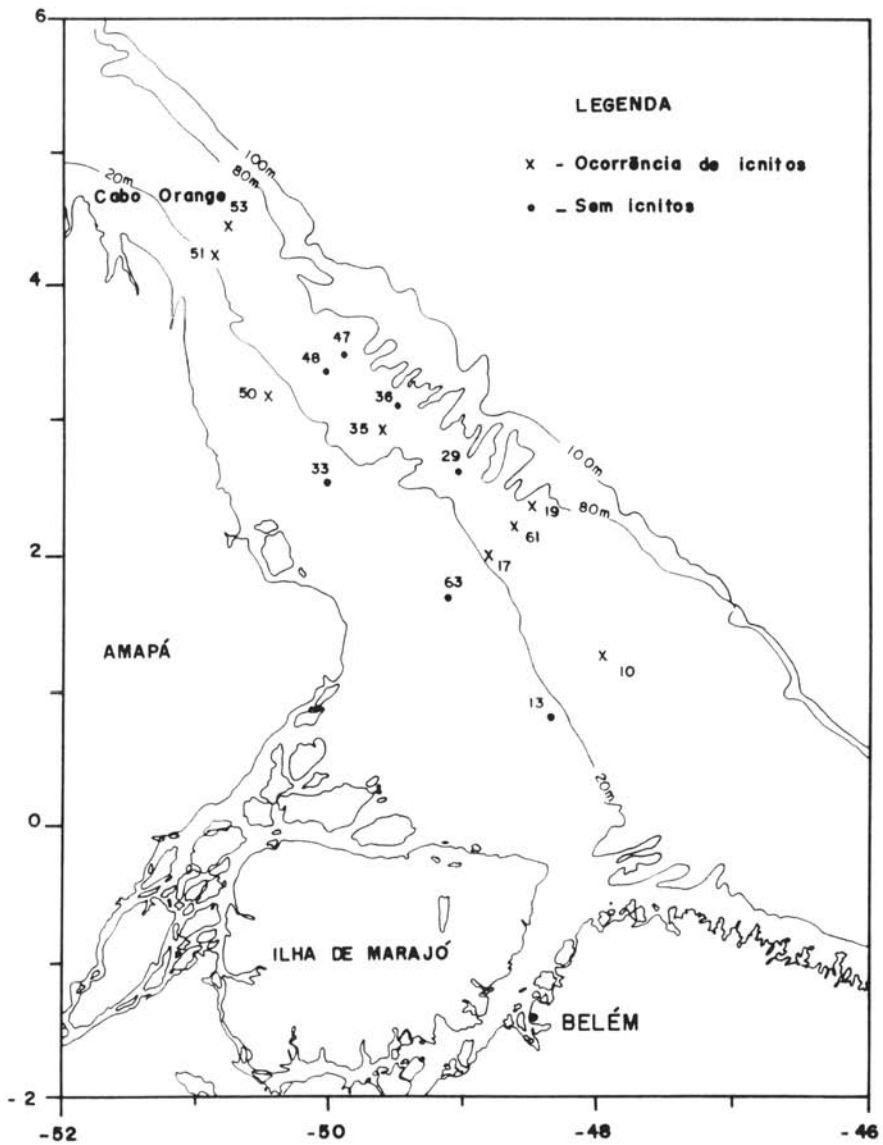 6
LEGENDA
x - Ocorrência de icnitos
• - Sem icnitos
100m
80m
20m
Cabo Orange
53
51
4
47
48
36
50
35
29
33
100m
80m
19
61
17
2
63
AMAPÁ
10
13
20m
0
ILHA DE MARAJÓ
BELÉM
-2
-52
-50
-48
-46